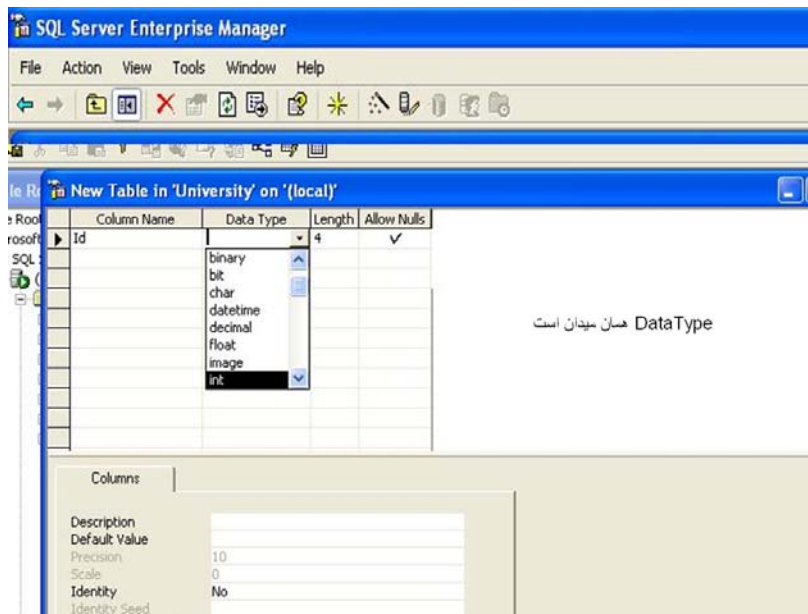 SQL Server Enterprise Manager
File Action View Tools Window Help
New Table in 'University' on '(local)'
Column Name Data Type Length Allow Nulls
Id 4
binary
bit
char
datetime
decimal
float
image
int
DataType همان میدان است
SQL
Columns
Description
Default Value
Precision 10
Scale 0
Identity No
Identity Seed